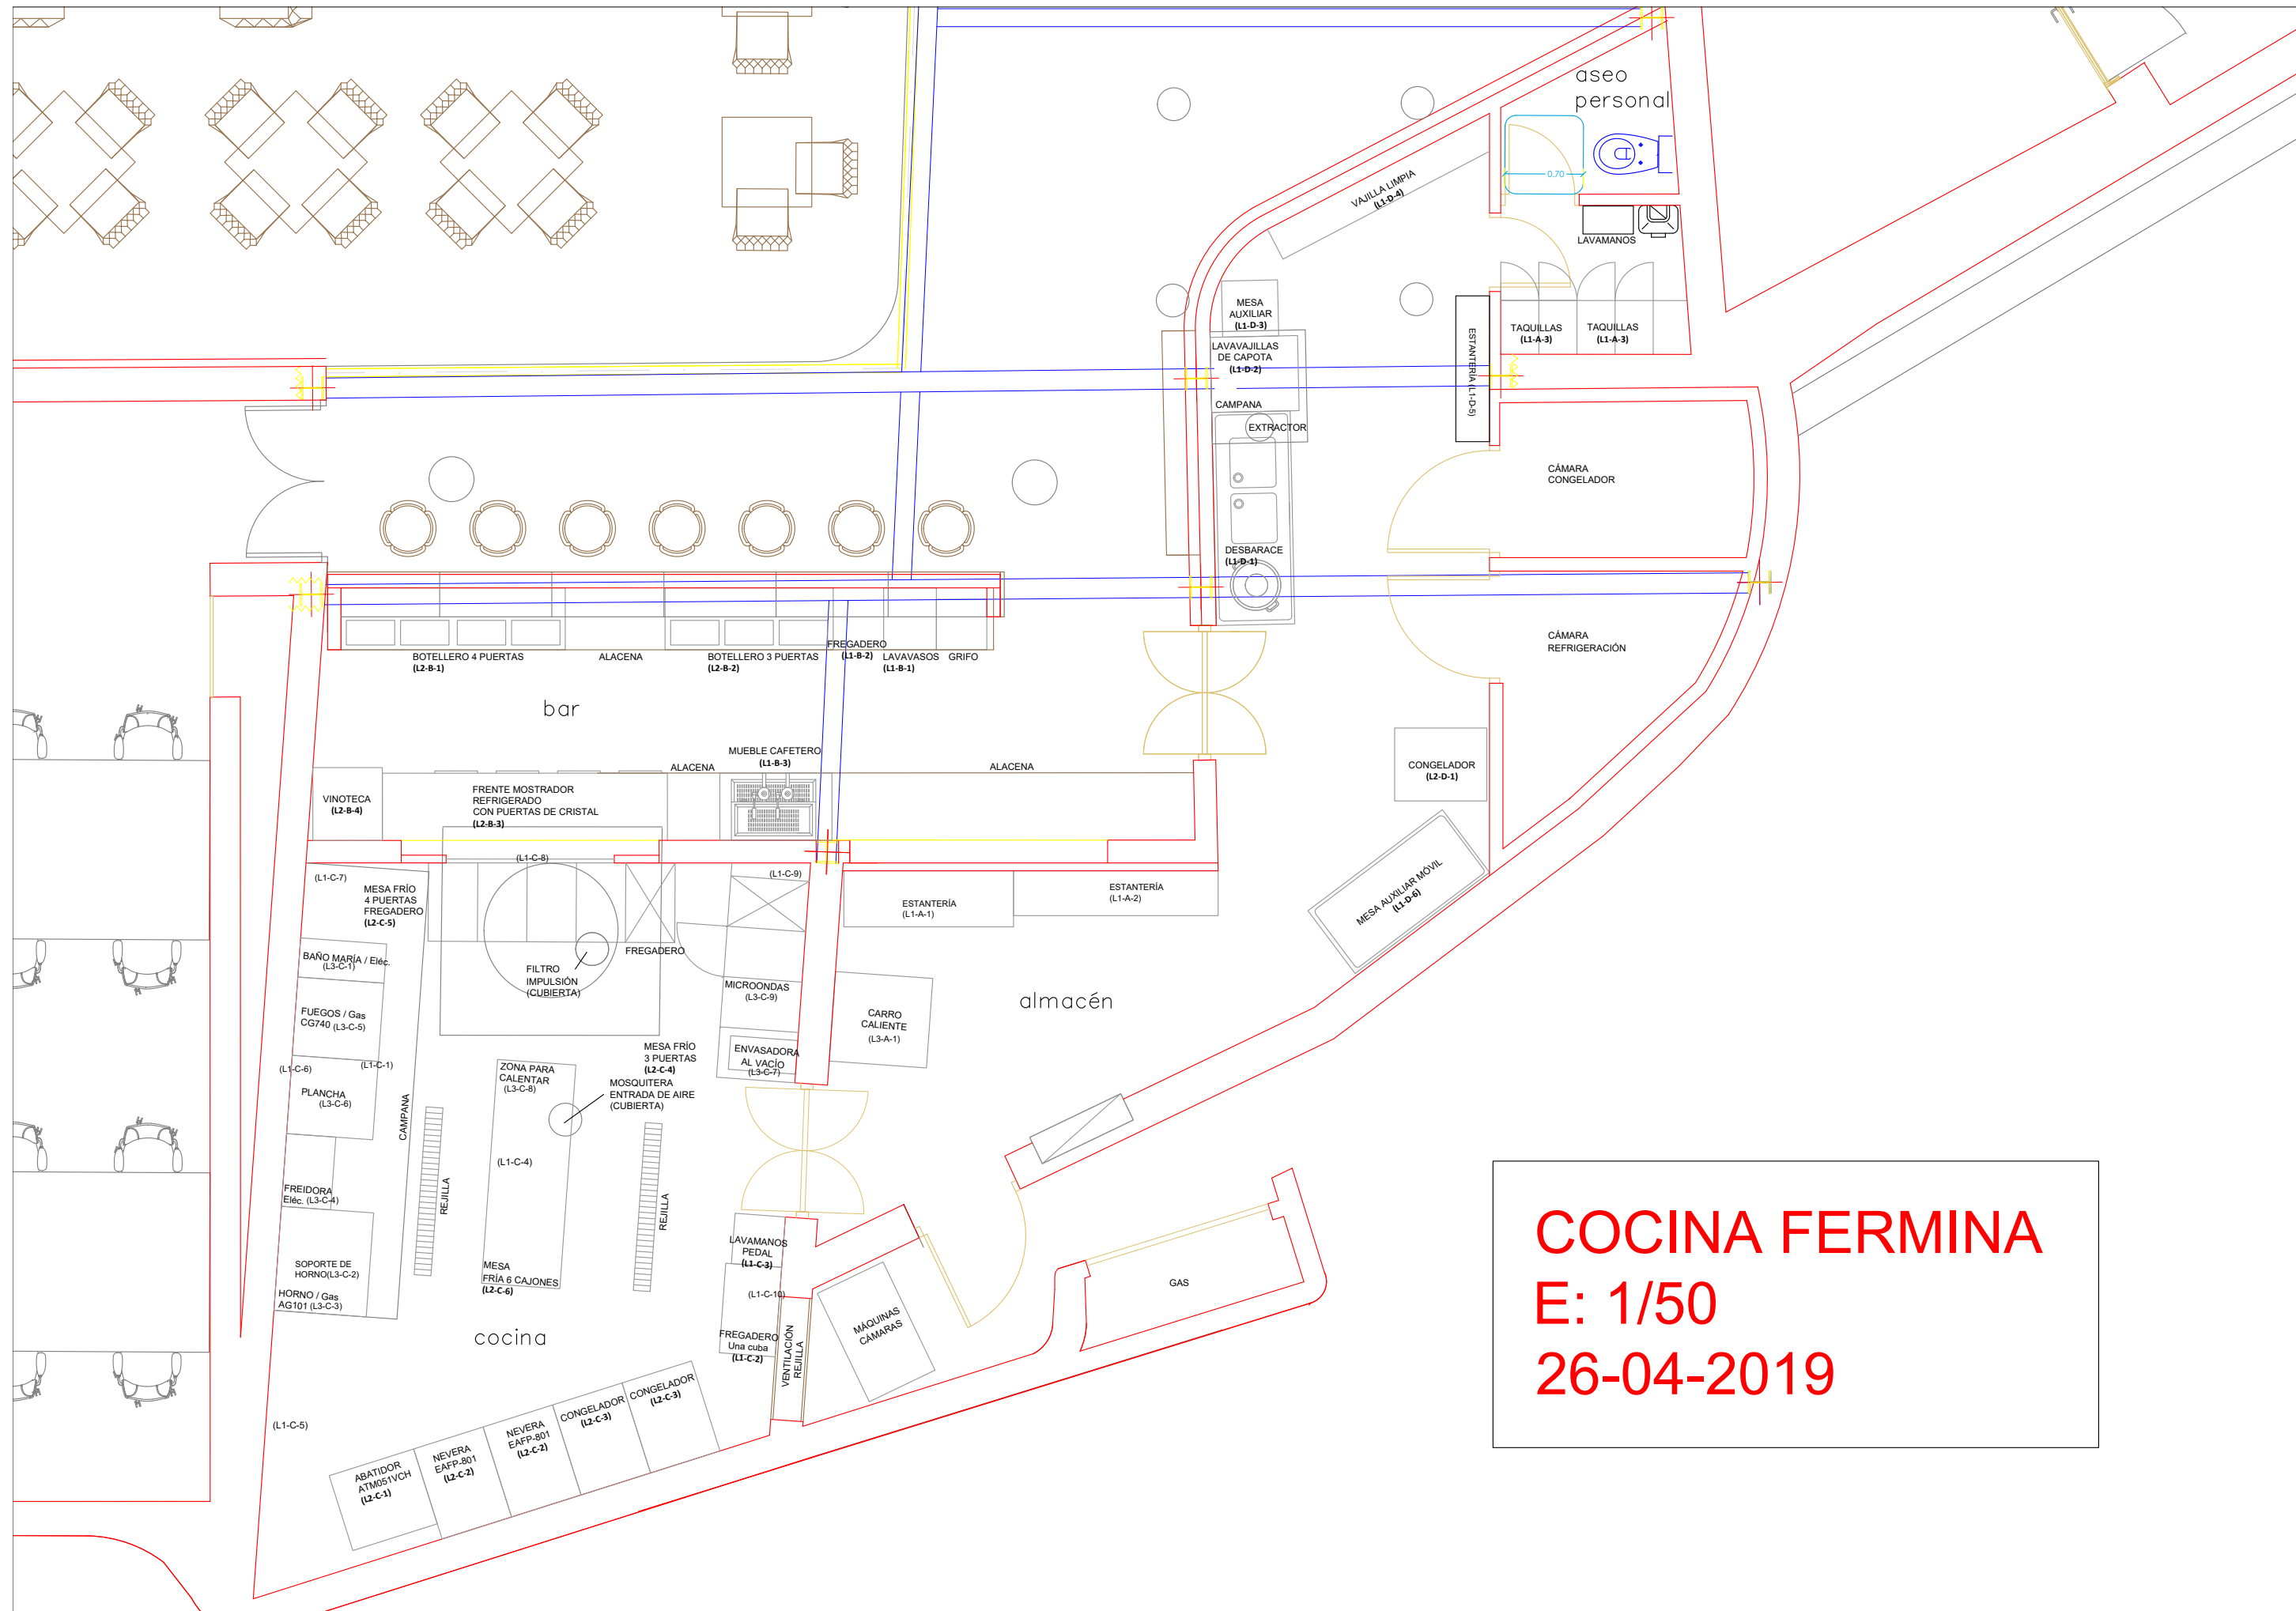 aseo
personal
0.70
VAJILLA LIMPIA
(L1-D-4)
LAVAMANOS
MESA
AUXILIAR
(L1-D-3)
TAQUILLAS
(L1-A-3)
TAQUILLAS
(L1-A-3)
ESTANTERÍA (L1-D-5)
LAVAVAJILLAS
DE CAPOTA
(L1-D-2)
CAMPANA
EXTRACTOR
CÁMARA
CONGELADOR
DESBARACE
(L1-D-1)
CÁMARA
REFRIGERACIÓN
BOTELLERO 4 PUERTAS
(L2-B-1)
ALACENA
BOTELLERO 3 PUERTAS
(L2-B-2)
FREGADERO
(L1-B-2)
LAVAVASOS
(L1-B-1)
GRIFO
bar
MUEBLE CAFETERO
(L1-B-3)
ALACENA
ALACENA
CONGELADOR
(L2-D-1)
VINOTECA
(L2-B-4)
FRENTE MOSTRADOR
REFRIGERADO
CON PUERTAS DE CRISTAL
(L2-B-3)
(L1-C-8)
(L1-C-7)
MESA FRÍO
4 PUERTAS
FREGADERO
(L2-C-5)
(L1-C-9)
ESTANTERÍA
(L1-A-1)
ESTANTERÍA
(L1-A-2)
MESA AUXILIAR MÓVIL
(L1-D-6)
BAÑO MARÍA / Eléc.
(L3-C-1)
FREGADERO
FILTRO
IMPULSIÓN
(CUBIERTA)
MICROONDAS
(L3-C-9)
almacén
FUEGOS / Gas
CG740 (L3-C-5)
CARRO
CALIENTE
(L3-A-1)
MESA FRÍO
3 PUERTAS
(L2-C-4)
ENVASADORA
AL VACÍO
(L3-C-7)
(L1-C-6)
(L1-C-1)
ZONA PARA
CALENTAR
(L3-C-8)
MOSQUITERA
ENTRADA DE AIRE
(CUBIERTA)
PLANCHA
(L3-C-6)
CAMPANA
(L1-C-4)
FREIDORA
Eléc. (L3-C-4)
REJILLA
REJILLA
LAVAMANOS
PEDAL
(L1-C-3)
SOPORTE DE
HORNO(L3-C-2)
MESA
FRÍA 6 CAJONES
(L2-C-6)
HORNO / Gas
AG101 (L3-C-3)
(L1-C-10)
GAS
MÁQUINAS
CÁMARAS
cocina
FREGADERO
Una cuba
(L1-C-2)
VENTILACIÓN
REJILLA
(L1-C-5)
ABATIDOR
ATM051VCH
(L2-C-1)
NEVERA
EAFP-801
(L2-C-2)
NEVERA
EAFP-801
(L2-C-2)
CONGELADOR
(L2-C-3)
CONGELADOR
(L2-C-3)
COCINA FERMINA
E: 1/50
26-04-2019